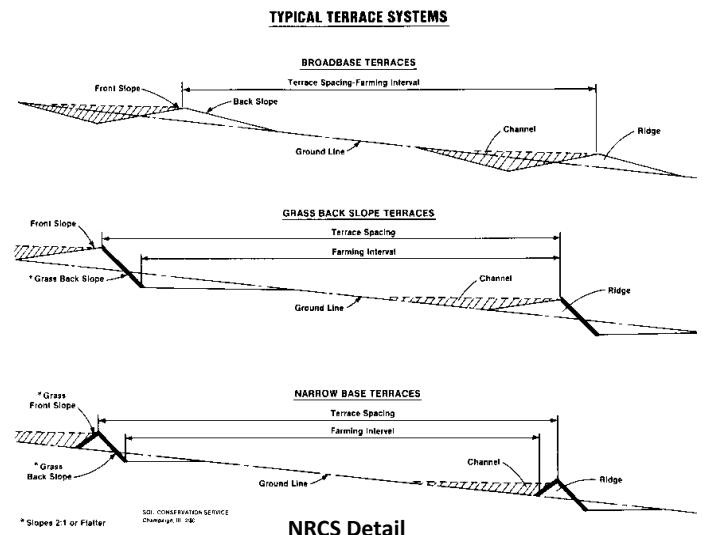 TYPICAL TERRACE SYSTEMS
BROADBASE TERRACES
Terrace Spacing-Farming Interval
Front Slope
Back Slope
Channel
Ridge
Ground Line
GRASS BACK SLOPE TERRACES
Terrace Spacing
Front Slope
Farming Interval
* Grass Back Slope
Channel
Ridge
Ground Line
NARROW BASE TERRACES
* Grass
Front Slope
Terrace Spacing
Farming Interval
Channel
* Grass
Back Slope
Ground Line
Ridge
* Slopes 2:1 or Flatter
SOIL CONSERVATION SERVICE
Champaign, Ill.
NRCS Detail